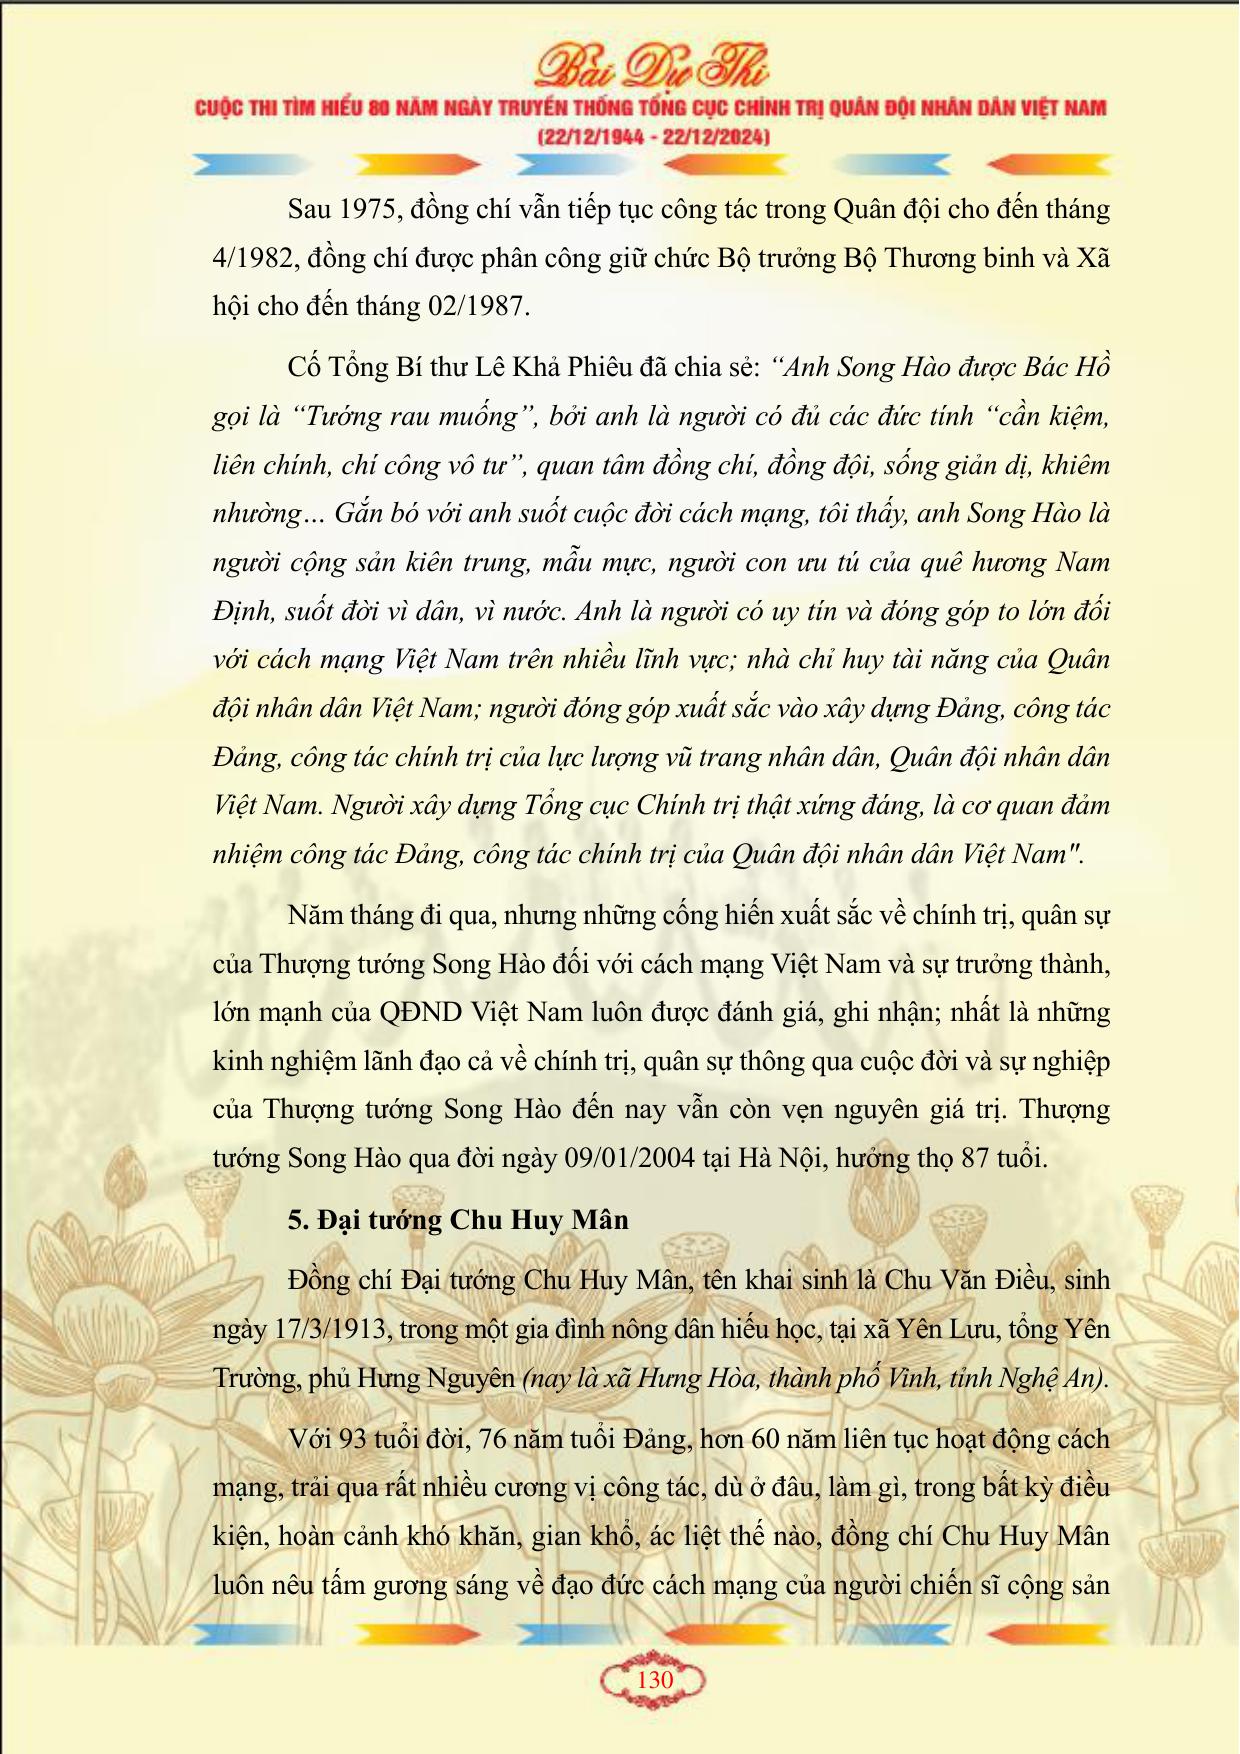 Bài Dự Thi
CUỘC THI TÌM HIỂU 80 NĂM NGÀY TRUYỀN THỐNG TỔNG CỤC CHÍNH TRỊ QUÂN ĐỘI NHÂN DÂN VIỆT NAM
(22/12/1944 - 22/12/2024)
Sau 1975, đồng chí vẫn tiếp tục công tác trong Quân đội cho đến tháng
4/1982, đồng chí được phân công giữ chức Bộ trưởng Bộ Thương binh và Xã
hội cho đến tháng 02/1987.
Cố Tổng Bí thư Lê Khả Phiêu đã chia sẻ: “Anh Song Hào được Bác Hồ
gọi là “Tướng rau muống”, bởi anh là người có đủ các đức tính “cần kiệm,
liên chính, chí công vô tư”, quan tâm đồng chí, đồng đội, sống giản dị, khiêm
nhường… Gắn bó với anh suốt cuộc đời cách mạng, tôi thấy, anh Song Hào là
người cộng sản kiên trung, mẫu mực, người con ưu tú của quê hương Nam
Định, suốt đời vì dân, vì nước. Anh là người có uy tín và đóng góp to lớn đối
với cách mạng Việt Nam trên nhiều lĩnh vực; nhà chỉ huy tài năng của Quân
đội nhân dân Việt Nam; người đóng góp xuất sắc vào xây dựng Đảng, công tác
Đảng, công tác chính trị của lực lượng vũ trang nhân dân, Quân đội nhân dân
Việt Nam. Người xây dựng Tổng cục Chính trị thật xứng đáng, là cơ quan đảm
nhiệm công tác Đảng, công tác chính trị của Quân đội nhân dân Việt Nam".
Năm tháng đi qua, nhưng những cống hiến xuất sắc về chính trị, quân sự
của Thượng tướng Song Hào đối với cách mạng Việt Nam và sự trưởng thành,
lớn mạnh của QĐND Việt Nam luôn được đánh giá, ghi nhận; nhất là những
kinh nghiệm lãnh đạo cả về chính trị, quân sự thông qua cuộc đời và sự nghiệp
của Thượng tướng Song Hào đến nay vẫn còn vẹn nguyên giá trị. Thượng
tướng Song Hào qua đời ngày 09/01/2004 tại Hà Nội, hưởng thọ 87 tuổi.
5. Đại tướng Chu Huy Mân
Đồng chí Đại tướng Chu Huy Mân, tên khai sinh là Chu Văn Điều, sinh
ngày 17/3/1913, trong một gia đình nông dân hiếu học, tại xã Yên Lưu, tổng Yên
Trường, phủ Hưng Nguyên (nay là xã Hưng Hòa, thành phố Vinh, tỉnh Nghệ An).
Với 93 tuổi đời, 76 năm tuổi Đảng, hơn 60 năm liên tục hoạt động cách
mạng, trải qua rất nhiều cương vị công tác, dù ở đâu, làm gì, trong bất kỳ điều
kiện, hoàn cảnh khó khăn, gian khổ, ác liệt thế nào, đồng chí Chu Huy Mân
luôn nêu tấm gương sáng về đạo đức cách mạng của người chiến sĩ cộng sản
130